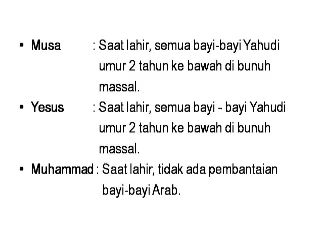 • Musa : Saat lahir, semua bayi-bayi Yahudi
umur 2 tahun ke bawah di bunuh
massal.
• Yesus : Saat lahir, semua bayi - bayi Yahudi
umur 2 tahun ke bawah di bunuh
massal.
• Muhammad : Saat lahir, tidak ada pembantaian
bayi-bayi Arab.